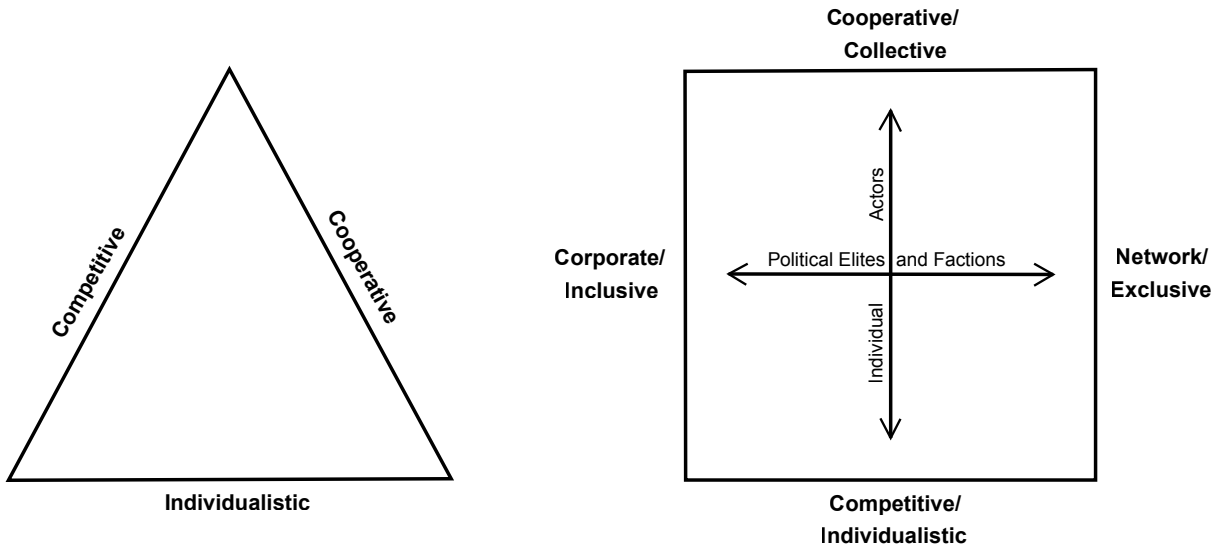 Competitive
Cooperative
Individualistic
Cooperative/
Collective
Corporate/
Inclusive
Actors
Political Elites and Factions
Individual
Network/
Exclusive
Competitive/
Individualistic